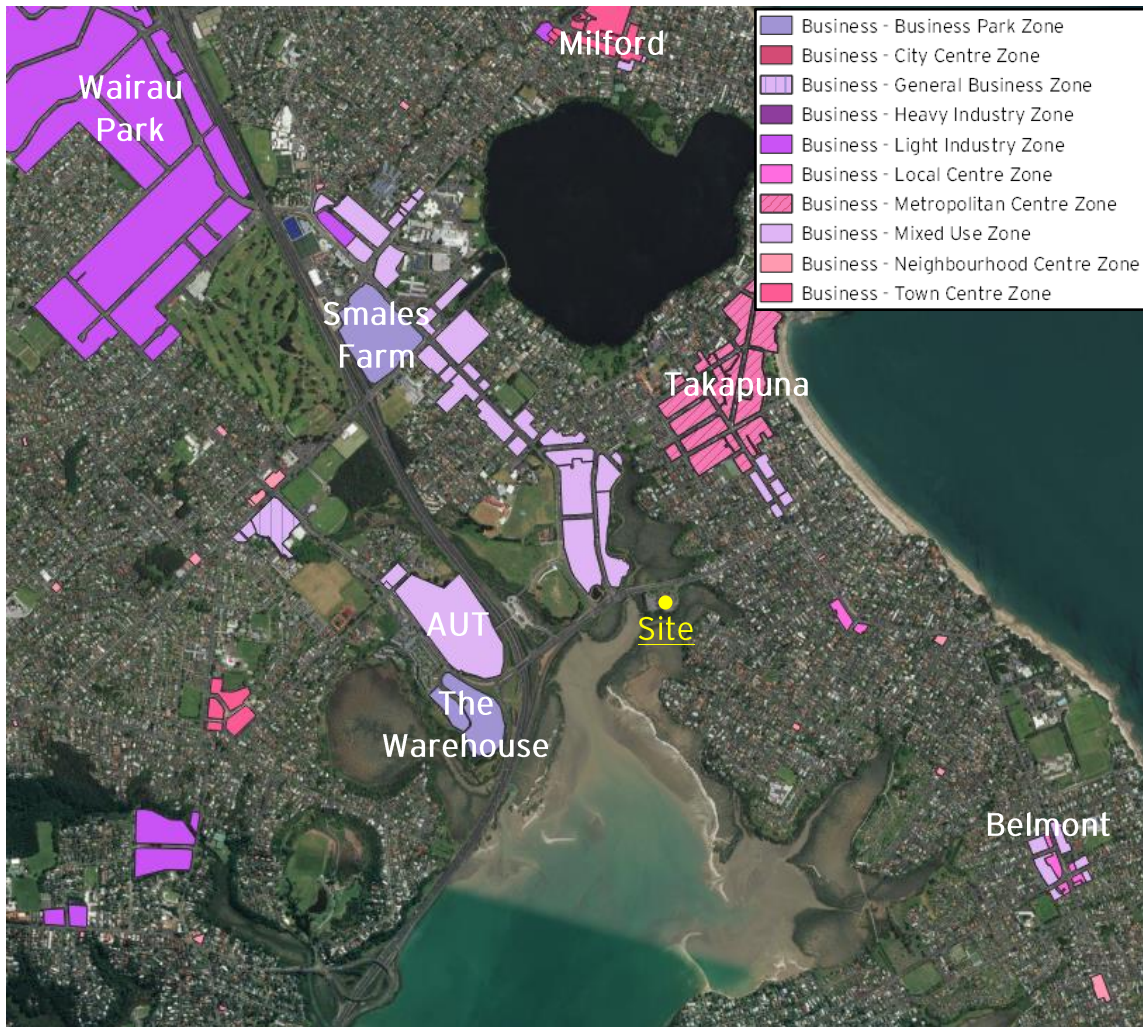 Business - Business Park Zone
Business - City Centre Zone
Business - General Business Zone
Business - Heavy Industry Zone
Business - Light Industry Zone
Business - Local Centre Zone
Business - Metropolitan Centre Zone
Business - Mixed Use Zone
Business - Neighbourhood Centre Zone
Business - Town Centre Zone
Milford
Wairau
Park
Smales
Farm
Takapuna
AUT
Site
The
Warehouse
Belmont